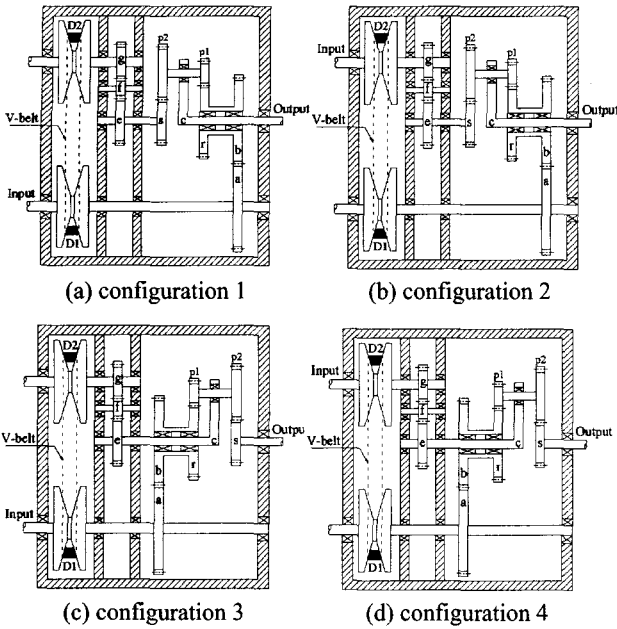 D2
p2
p1
g
f
V-belt
e
s
c
Output
r
b
a
Input
D1
(a) configuration 1
D2
Input
p2
p1
g
f
V-belt
e
s
c
Output
r
b
a
D1
(b) configuration 2
D2
p2
p1
g
f
V-belt
e
c
s
Outpu
b
r
a
Input
D1
(c) configuration 3
D2
p2
Input
p1
g
f
V-belt
e
c
s
Output
b
r
a
D1
(d) configuration 4